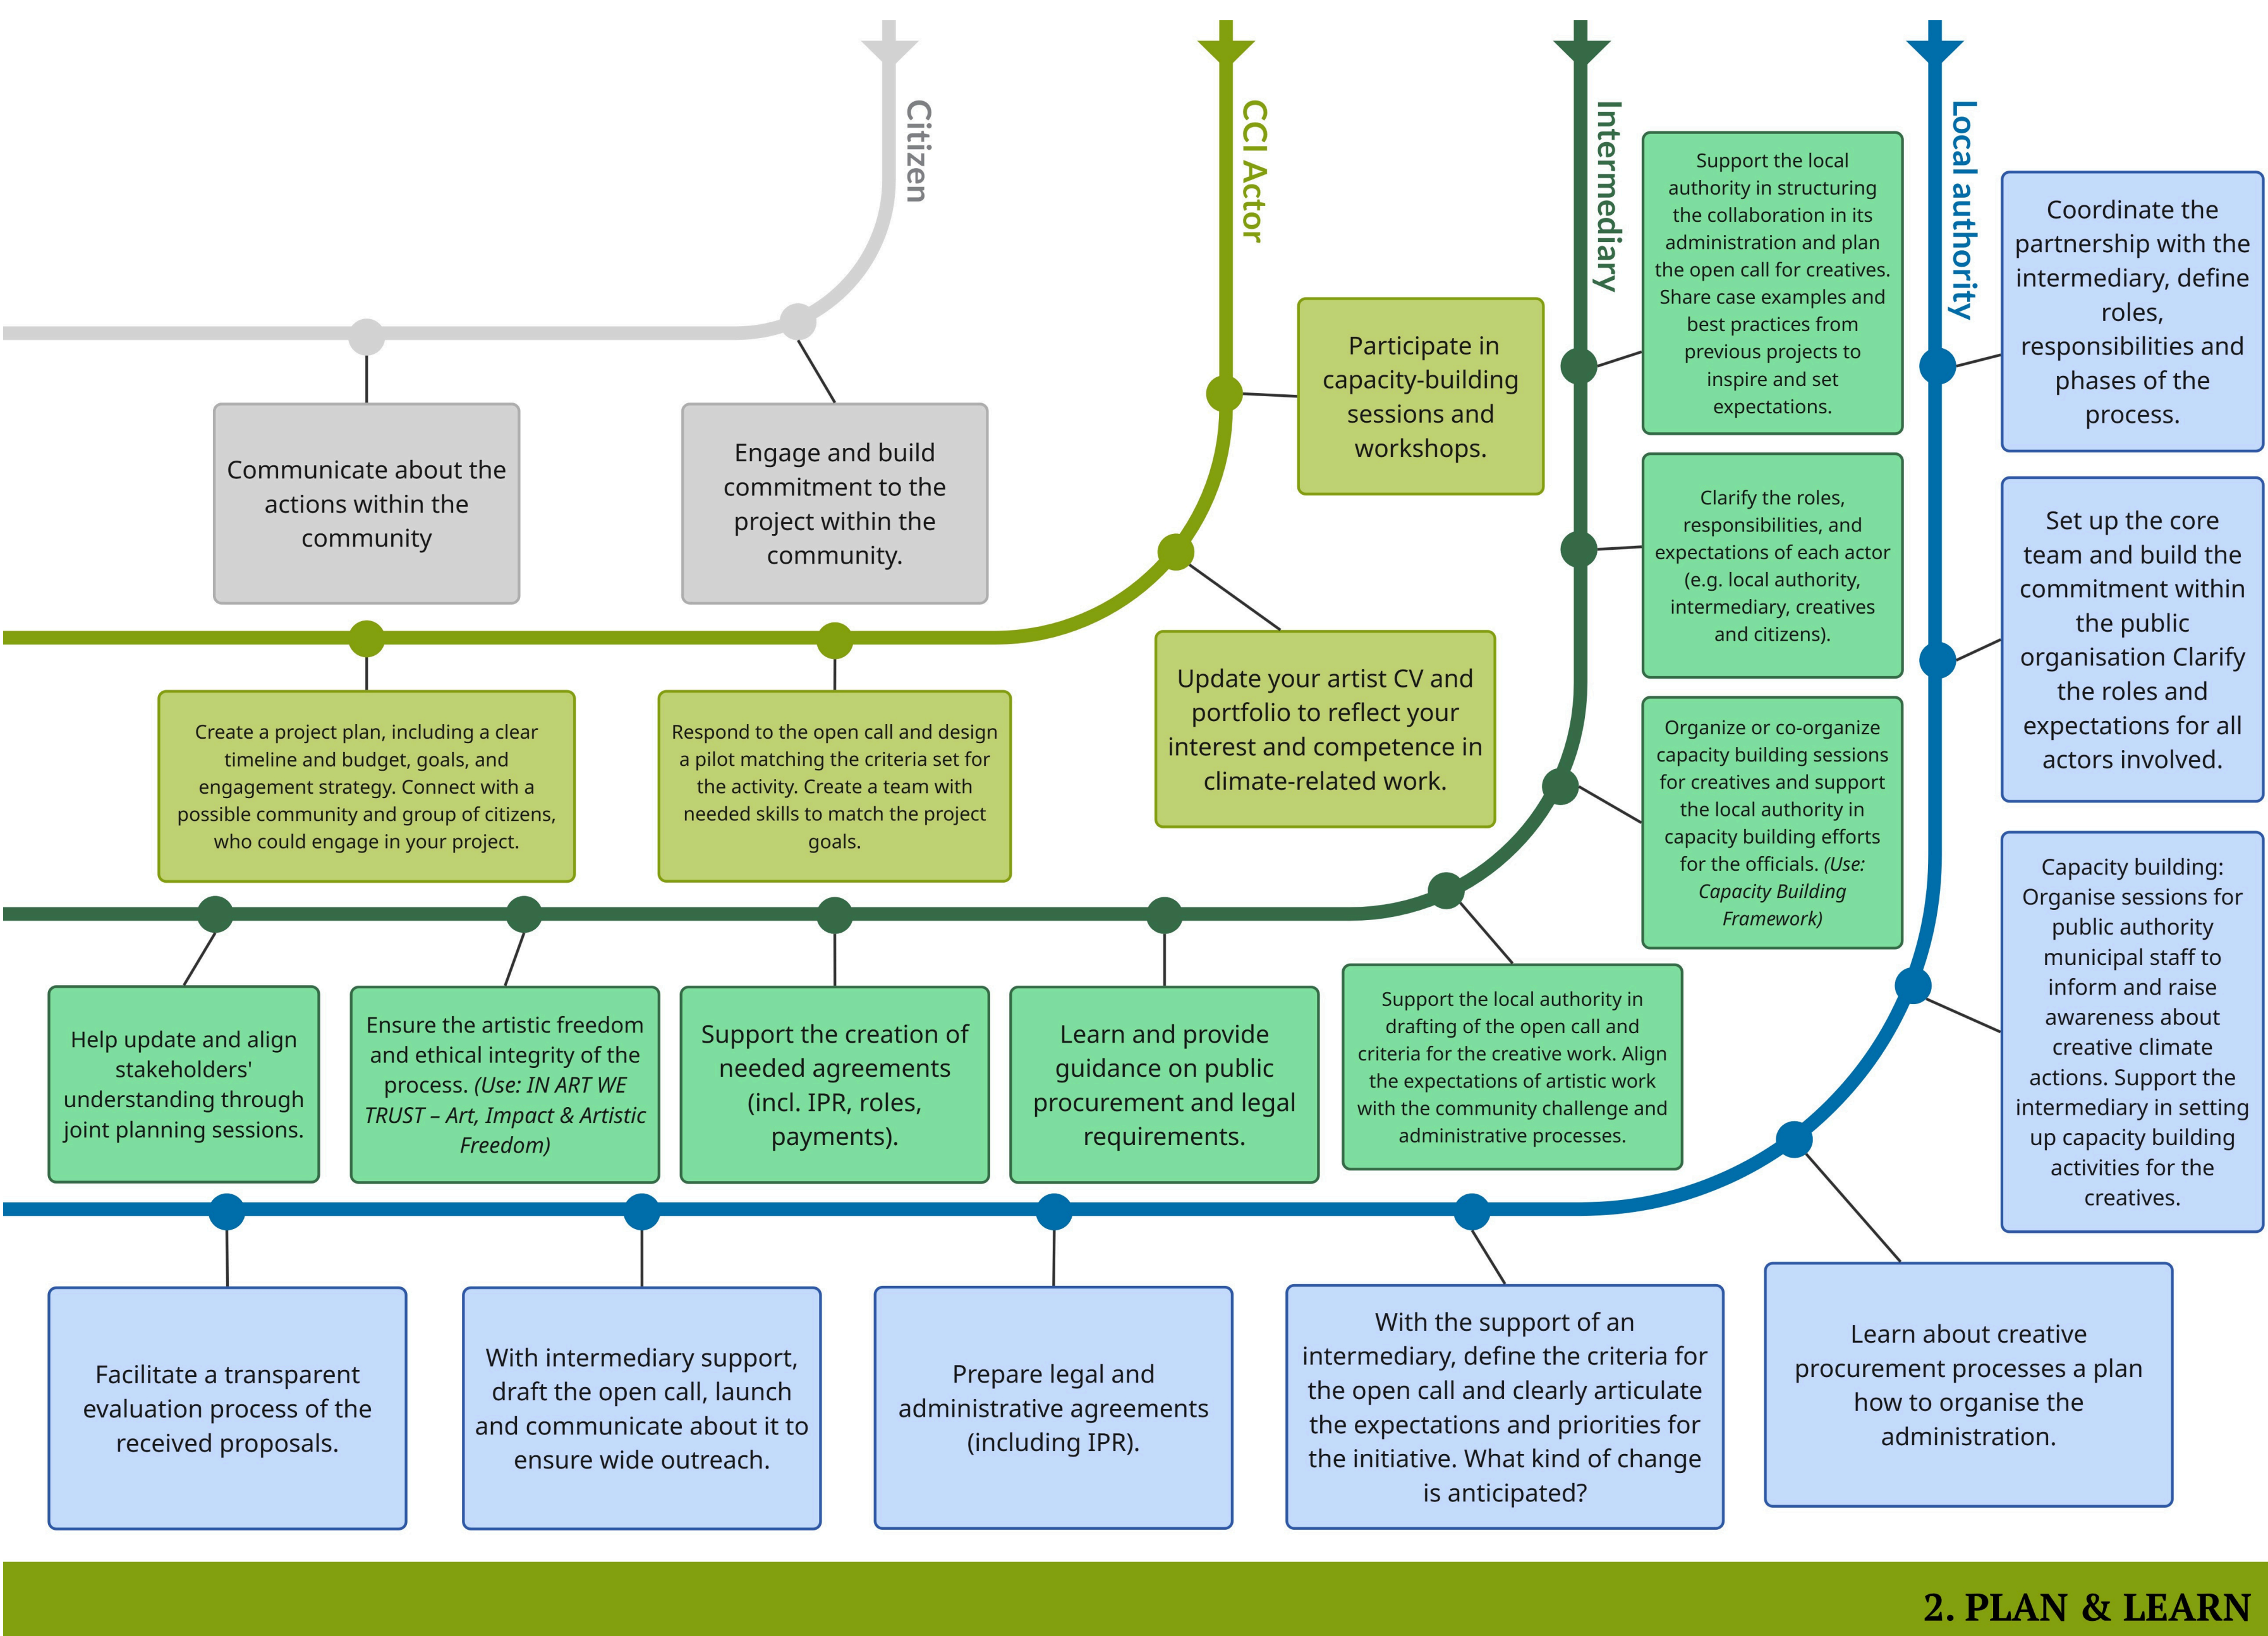 Citizen
CCI Actor
Intermediary
Local authority
Communicate about the
actions within the
community
Engage and build
commitment to the
project within the
community.
Participate in
capacity-building
sessions and
workshops.
Update your artist CV and
portfolio to reflect your
interest and competence in
climate-related work.
Respond to the open call and design
a pilot matching the criteria set for
the activity. Create a team with
needed skills to match the project
goals.
Create a project plan, including a clear
timeline and budget, goals, and
engagement strategy. Connect with a
possible community and group of citizens,
who could engage in your project.
Support the local
authority in structuring
the collaboration in its
administration and plan
the open call for creatives.
Share case examples and
best practices from
previous projects to
inspire and set
expectations.
Clarify the roles,
responsibilities, and
expectations of each actor
(e.g. local authority,
intermediary, creatives
and citizens).
Organize or co-organize
capacity building sessions
for creatives and support
the local authority in
capacity building efforts
for the officials. (Use:
Capacity Building
Framework)
Support the local authority in
drafting of the open call and
criteria for the creative work. Align
the expectations of artistic work
with the community challenge and
administrative processes.
Learn and provide
guidance on public
procurement and legal
requirements.
Support the creation of
needed agreements
(incl. IPR, roles,
payments).
Ensure the artistic freedom
and ethical integrity of the
process. (Use: IN ART WE
TRUST – Art, Impact & Artistic
Freedom)
Help update and align
stakeholders'
understanding through
joint planning sessions.
Coordinate the
partnership with the
intermediary, define
roles,
responsibilities and
phases of the
process.
Set up the core
team and build the
commitment within
the public
organisation Clarify
the roles and
expectations for all
actors involved.
Capacity building:
Organise sessions for
public authority
municipal staff to
inform and raise
awareness about
creative climate
actions. Support the
intermediary in setting
up capacity building
activities for the
creatives.
Learn about creative
procurement processes a plan
how to organise the
administration.
With the support of an
intermediary, define the criteria for
the open call and clearly articulate
the expectations and priorities for
the initiative. What kind of change
is anticipated?
Prepare legal and
administrative agreements
(including IPR).
With intermediary support,
draft the open call, launch
and communicate about it to
ensure wide outreach.
Facilitate a transparent
evaluation process of the
received proposals.
2. PLAN & LEARN